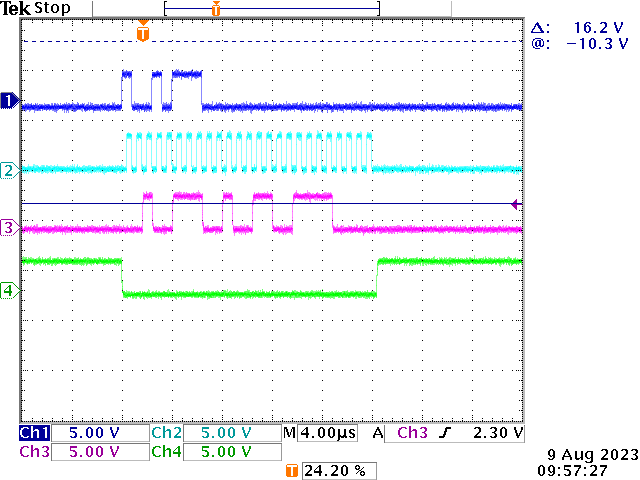 Tek Stop
T
Δ: 16.2 V
@: −10.3 V
T
1
2
3
4
Ch1 5.00 V Ch2 5.00 V M 4.00µs A Ch3 2.30 V
Ch3 5.00 V Ch4 5.00 V
T 24.20 %
9 Aug 2023
09:57:27